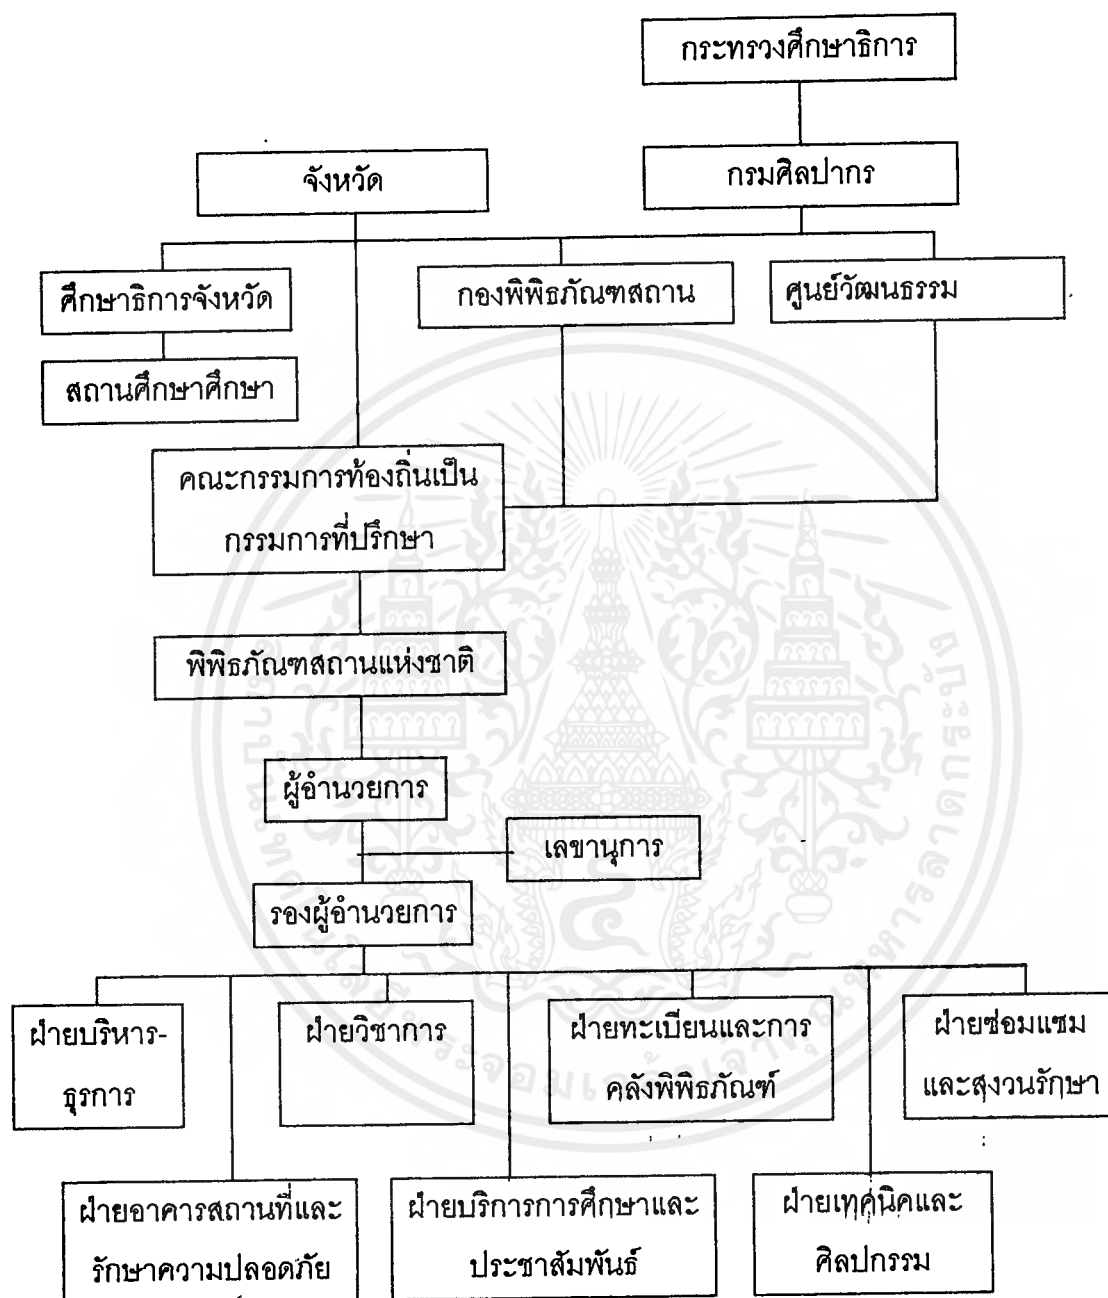 กระทรวงศึกษาธิการ
จังหวัด
กรมศิลปากร
ศึกษาธิการจังหวัด
กองพิพิธภัณฑสถาน
ศูนย์วัฒนธรรม
สถานศึกษาศึกษา
คณะกรรมการท้องถิ่นเป็น
กรรมการที่ปรึกษา
พิพิธภัณฑสถานแห่งชาติ
ผู้อำนวยการ
เลขานุการ
รองผู้อำนวยการ
ฝ่ายบริหาร-
ธุรการ
ฝ่ายวิชาการ
ฝ่ายทะเบียนและการ
คลังพิพิธภัณฑ์
ฝ่ายซ่อมแซม
และสงวนรักษา
ฝ่ายอาคารสถานที่และ
รักษาความปลอดภัย
ฝ่ายบริการการศึกษาและ
ประชาสัมพันธ์
ฝ่ายเทคนิคและ
ศิลปกรรม